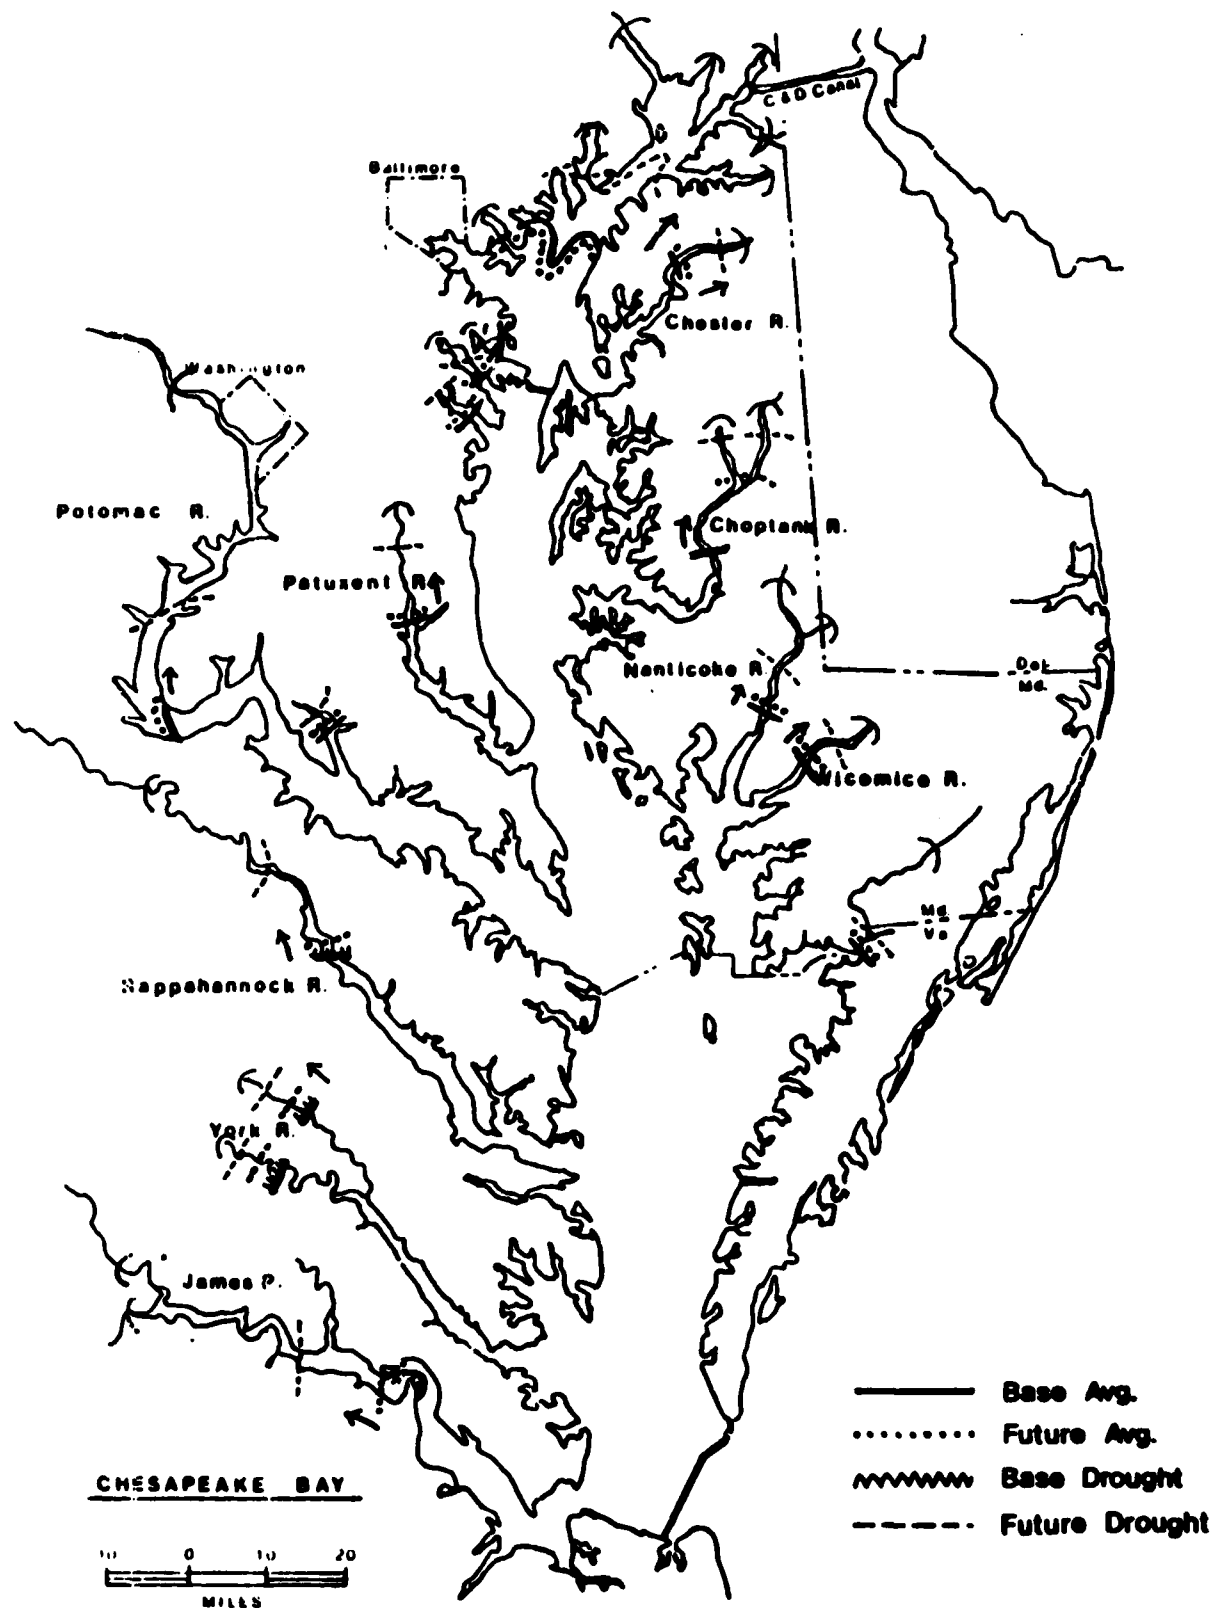 C & D Canal
Baltimore
Chester R.
Washington
Potomac R.
Choptank R.
Patuxent R.
Nanticoke R.
Del.
Md.
Wicomico R.
Md.
Va
Rappahannock R.
York R.
James R.
Base Avg.
Future Avg.
Base Drought
Future Drought
CHESAPEAKE BAY
10 0 10 20
MILES